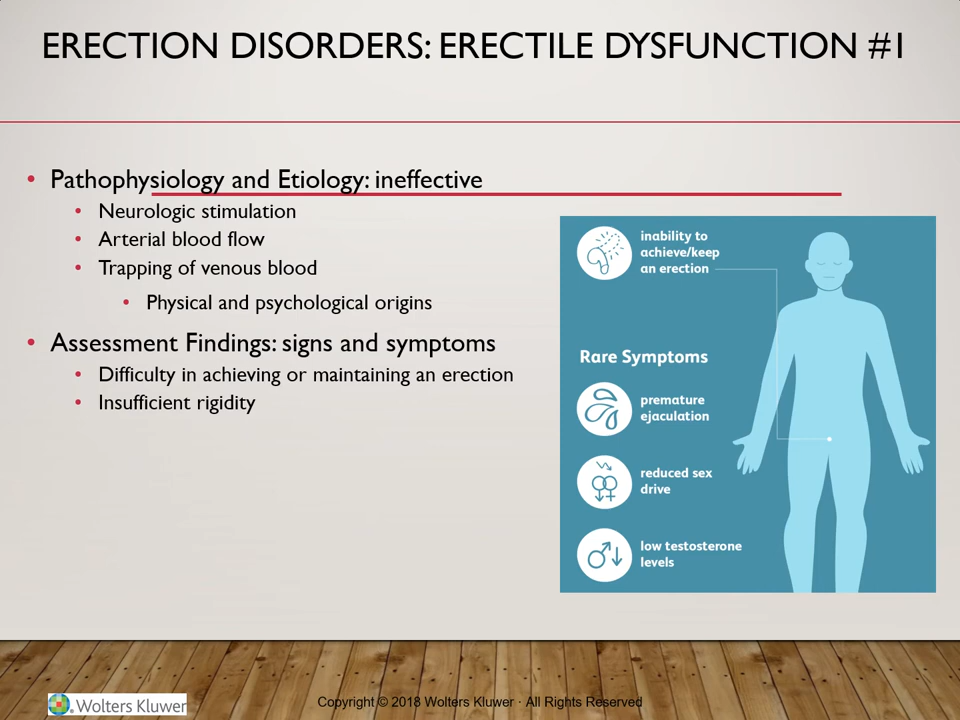 ERECTION DISORDERS: ERECTILE DYSFUNCTION #1
• Pathophysiology and Etiology: ineffective
• Neurologic stimulation
• Arterial blood flow
• Trapping of venous blood
• Physical and psychological origins
• Assessment Findings: signs and symptoms
• Difficulty in achieving or maintaining an erection
• Insufficient rigidity
inability to
achieve/keep
an erection
Rare Symptoms
premature
ejaculation
reduced sex
drive
low testosterone
levels
Wolters Kluwer
Copyright © 2018 Wolters Kluwer · All Rights Reserved